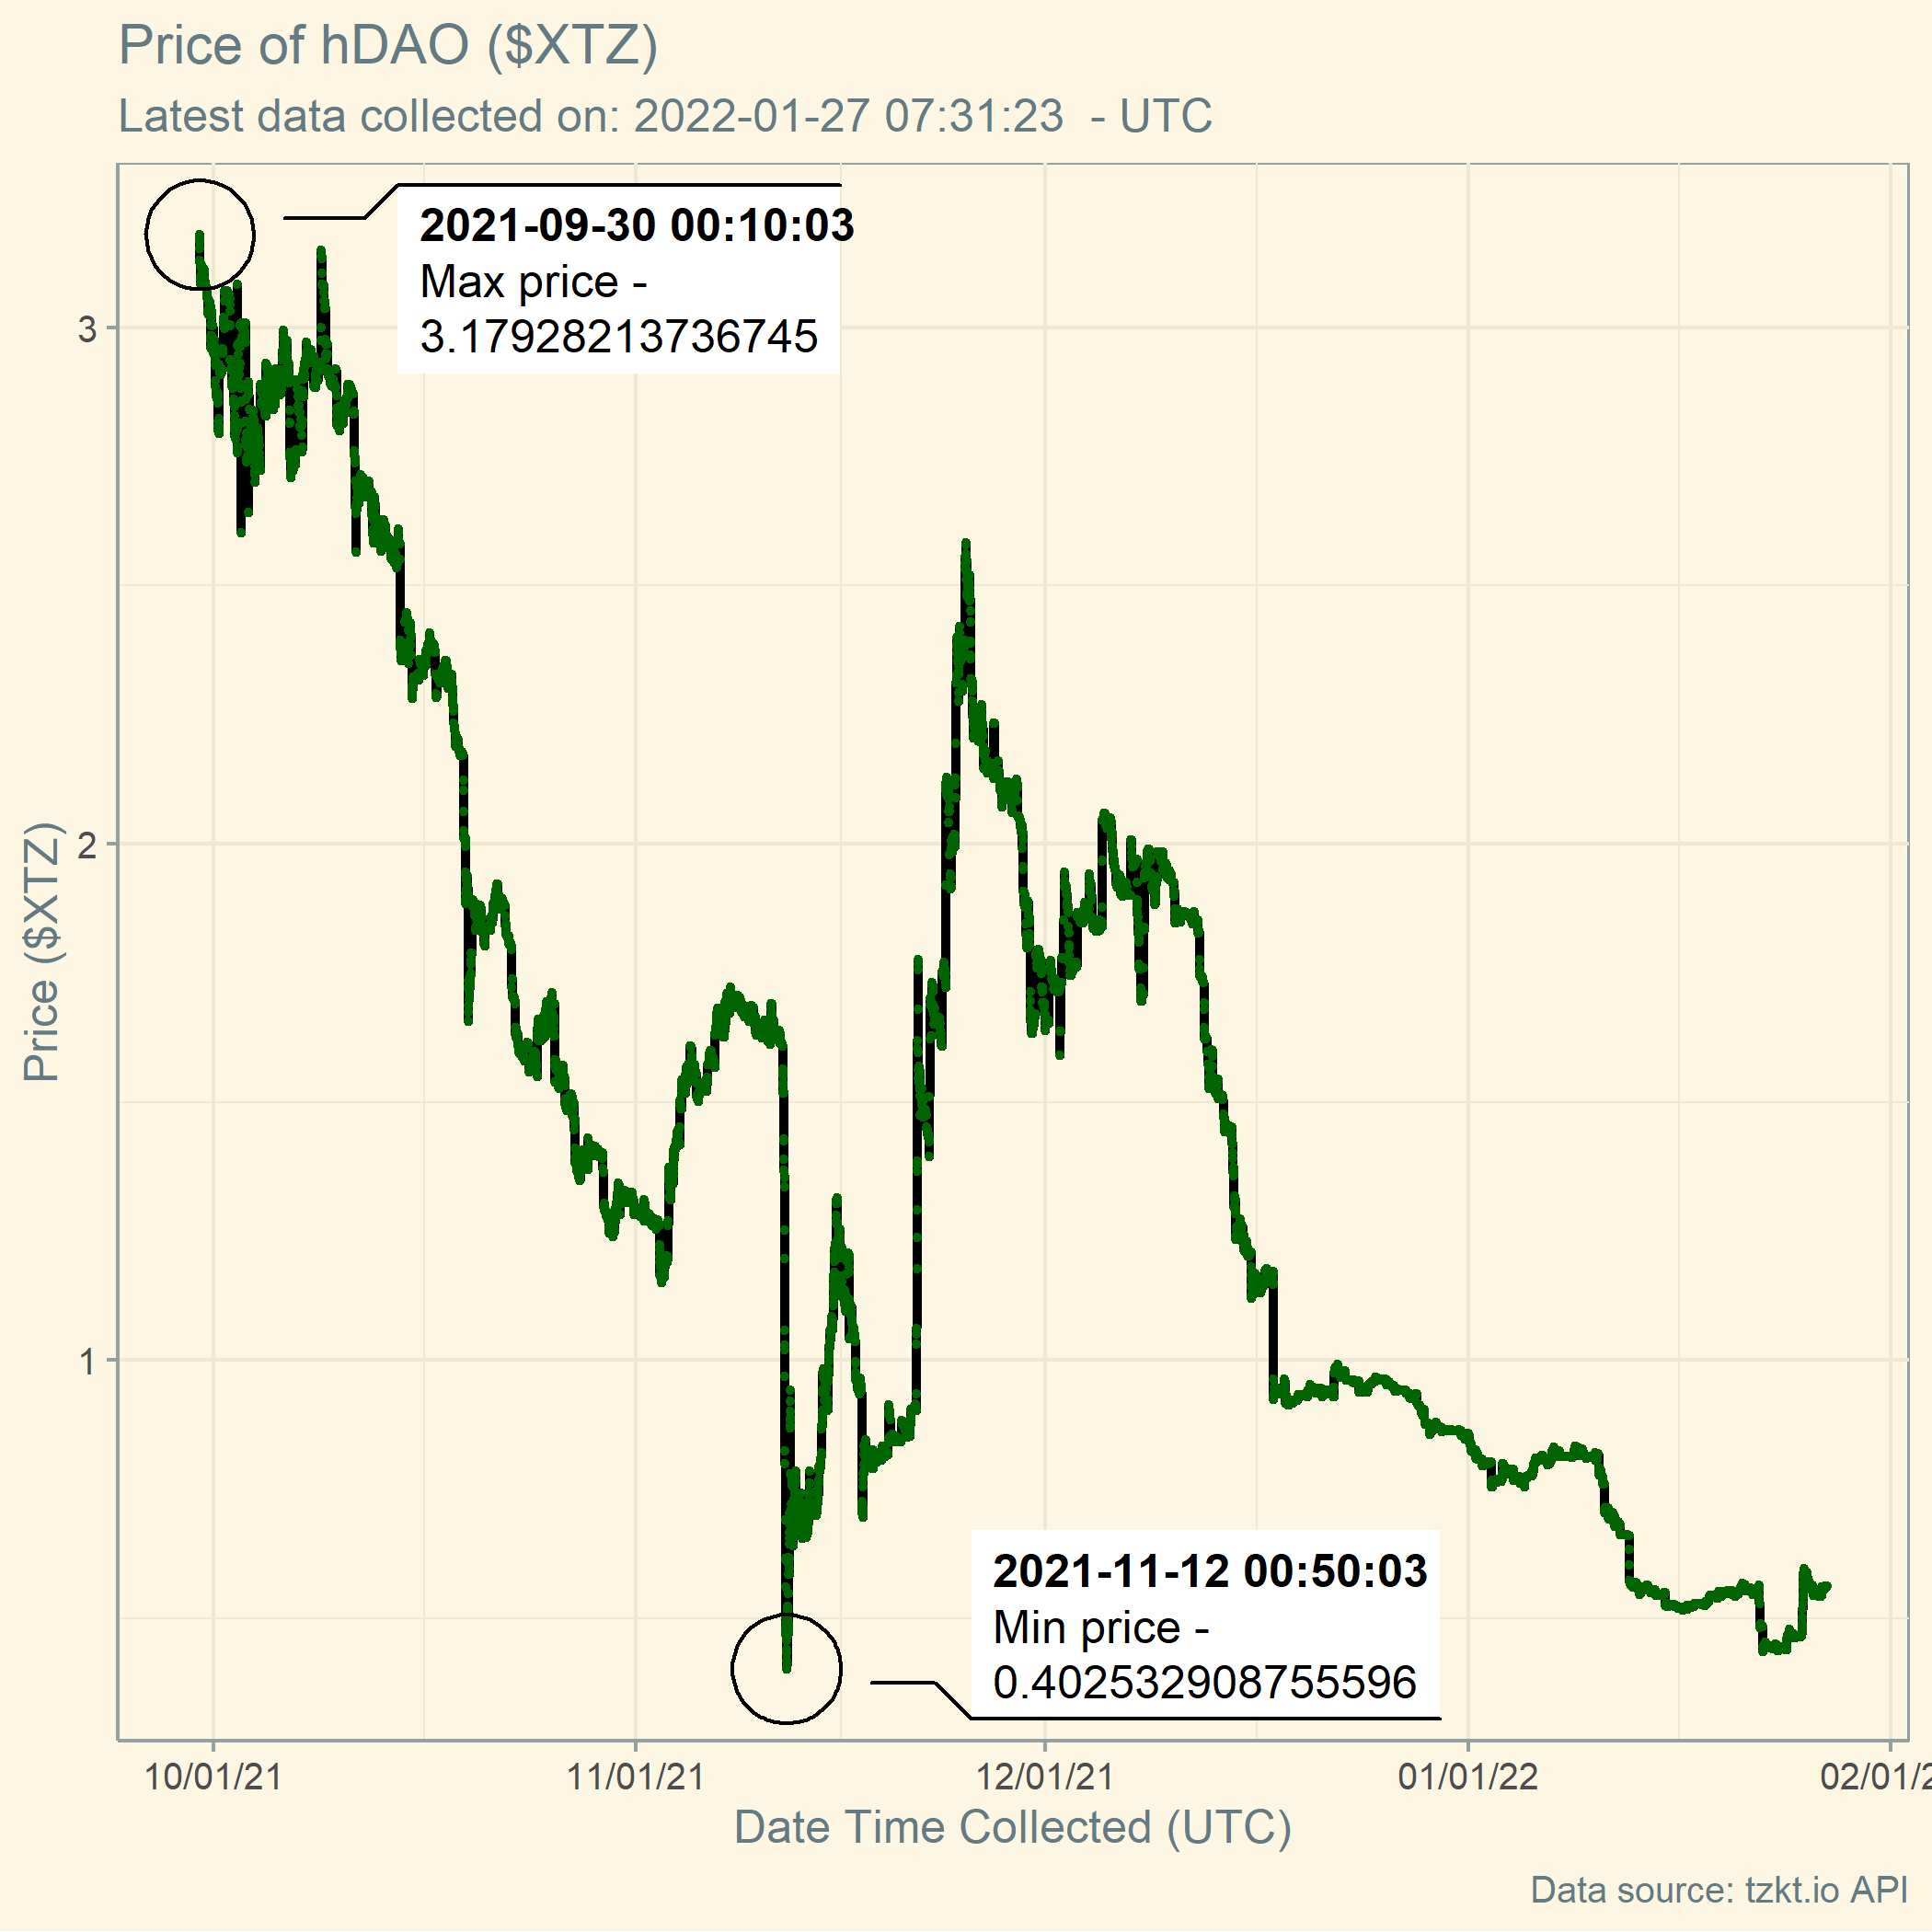 Price of hDAO ($XTZ)
Latest data collected on: 2022-01-27 07:31:23  - UTC
2021-09-30 00:10:03
Max price -
3.17928213736745
3
2
1
Price ($XTZ)
2021-11-12 00:50:03
Min price -
0.402532908755596
10/01/21
11/01/21
12/01/21
01/01/22
02/01/2
Date Time Collected (UTC)
Data source: tzkt.io API